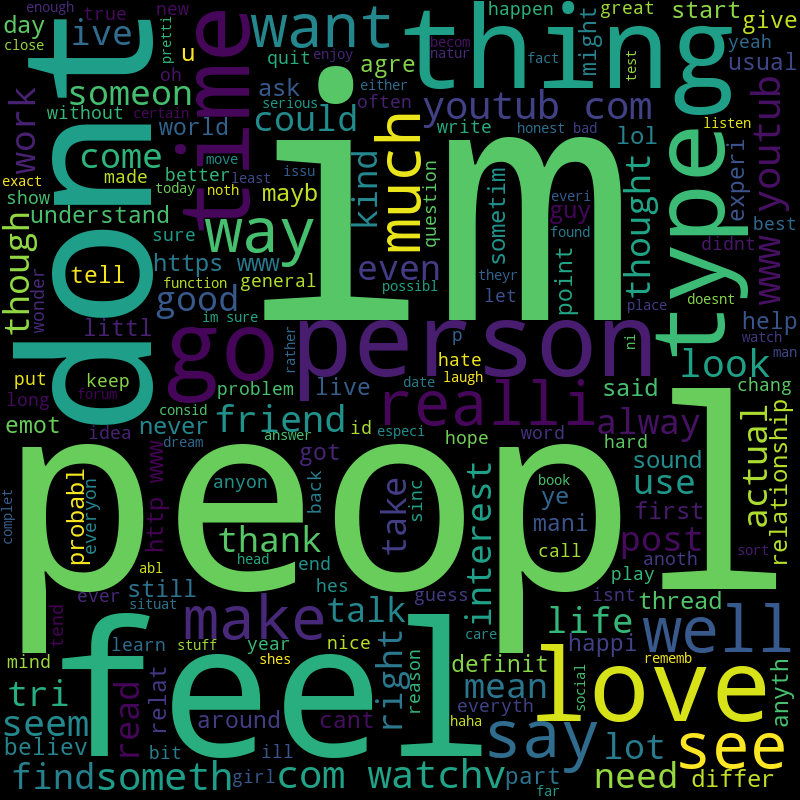 enough true new
day close ive pretti u
want quit enjoy oh
thin becom natur fact
happen might great start give
yeah usual
work without someon ask agre
youtub com
could often world
much kind write honest bad
lol test either
typegg listen
dont time im
exact come made better move today
serious certain least issu
mayb question sometim everi guy found
thought experi www youtub
didnt best
show understand sure noth
though wonder tell
https www way even
point theyr let possibl
function general good
littl im sure
place doesnt help
watch man
go person rather p ni
put keep problem hate laugh
look
long forum consid live date realli
said chang
emot idea dream never friend
answer especi id hope word
alway hard
actual relationship
got sound
complet probabl everyon http www
anyon back sinc take
interest book ye use
mani first
peopl
thank head end call anoth post
abl situat hes
still ever guess play isnt thread
tend learn make year talk nice
care life happi well
mind stuff shes reason right
definit rememb
feel love
tri read relat around cant
mean everyth social anyth
seem haha say lot see
believ bit ill
find someth girl com watchv part far need differ